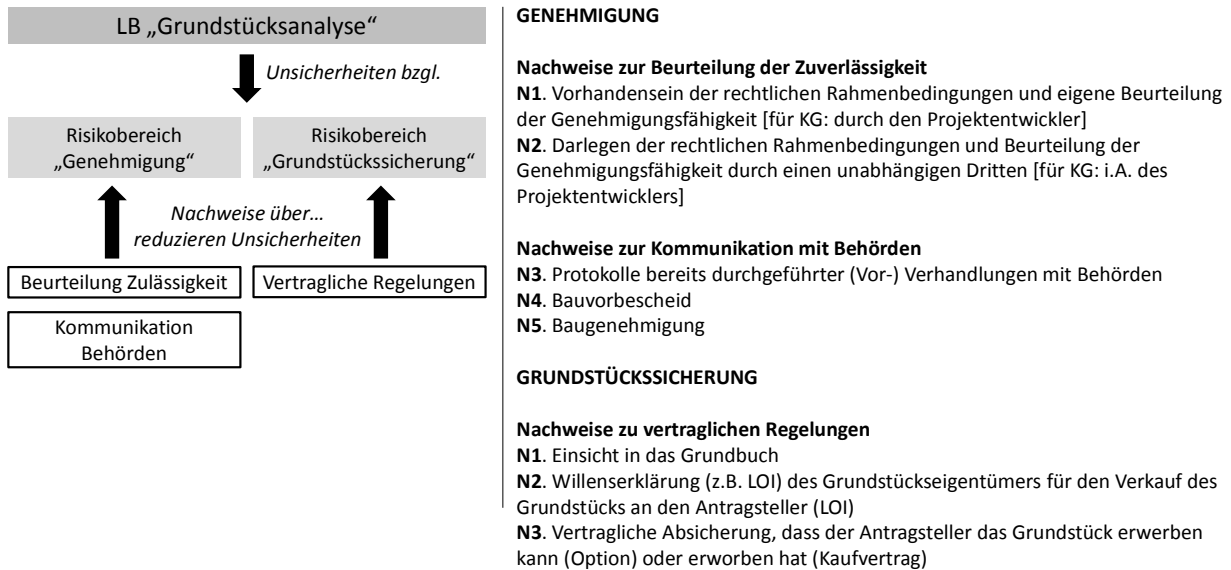 LB „Grundstücksanalyse“
Unsicherheiten bzgl.
Risikobereich
„Genehmigung“
Risikobereich
„Grundstückssicherung“
Nachweise über…
reduzieren Unsicherheiten
Beurteilung Zulässigkeit
Vertragliche Regelungen
Kommunikation
Behörden
GENEHMIGUNG
Nachweise zur Beurteilung der Zuverlässigkeit
N1. Vorhandensein der rechtlichen Rahmenbedingungen und eigene Beurteilung
der Genehmigungsfähigkeit [für KG: durch den Projektentwickler]
N2. Darlegen der rechtlichen Rahmenbedingungen und Beurteilung der
Genehmigungsfähigkeit durch einen unabhängigen Dritten [für KG: i.A. des
Projektentwicklers]
Nachweise zur Kommunikation mit Behörden
N3. Protokolle bereits durchgeführter (Vor-) Verhandlungen mit Behörden
N4. Bauvorbescheid
N5. Baugenehmigung
GRUNDSTÜCKSSICHERUNG
Nachweise zu vertraglichen Regelungen
N1. Einsicht in das Grundbuch
N2. Willenserklärung (z.B. LOI) des Grundstückseigentümers für den Verkauf des
Grundstücks an den Antragsteller (LOI)
N3. Vertragliche Absicherung, dass der Antragsteller das Grundstück erwerben
kann (Option) oder erworben hat (Kaufvertrag)